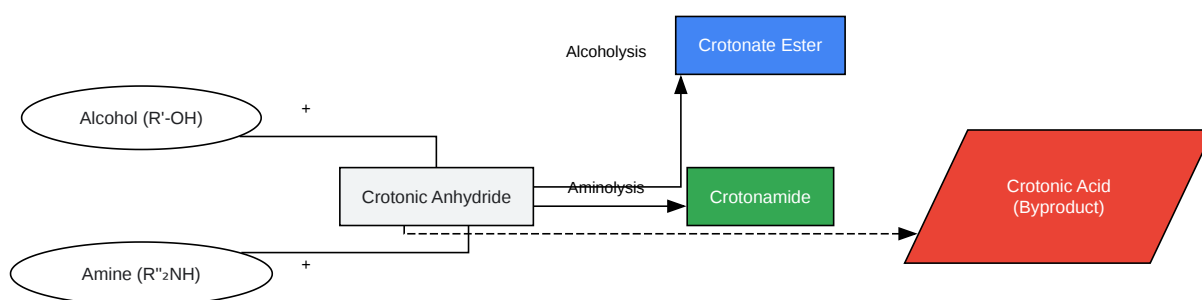 Crotonate Ester
Alcoholysis
Alcohol (R'-OH)
+
Crotonic Anhydride
Aminolysis
Crotonamide
Crotonic Acid
(Byproduct)
Amine (R"₂NH)
+